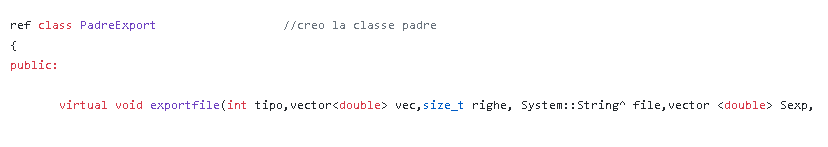 ref class PadreExport //creo la classe padre
{
public:
virtual void exportfile(int tipo,vector<double> vec,size_t righe, System::String^ file,vector <double> Sexp,